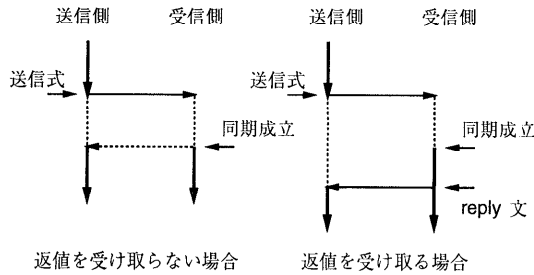 送信側 受信側 送信側 受信側
送信式 送信式
同期成立 同期成立
reply 文
返値を受け取らない場合 返値を受け取る場合